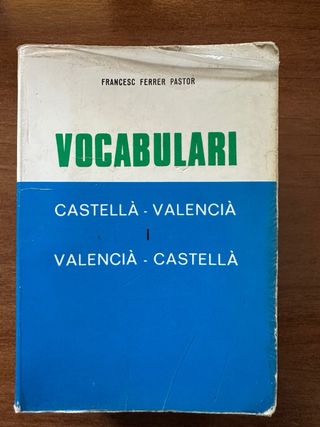 FRANCESC FERRER PASTOR
VOCABULARI
CASTELLÀ - VALENCIÀ
I
VALENCIÀ - CASTELLÀ